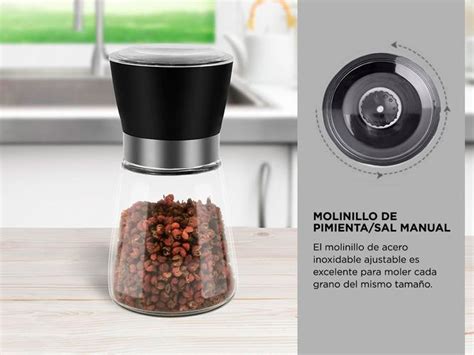 MOLINILLO DE
PIMIENTA/SAL MANUAL
El molinillo de acero
inoxidable ajustable es
excelente para moler cada
grano del mismo tamaño.